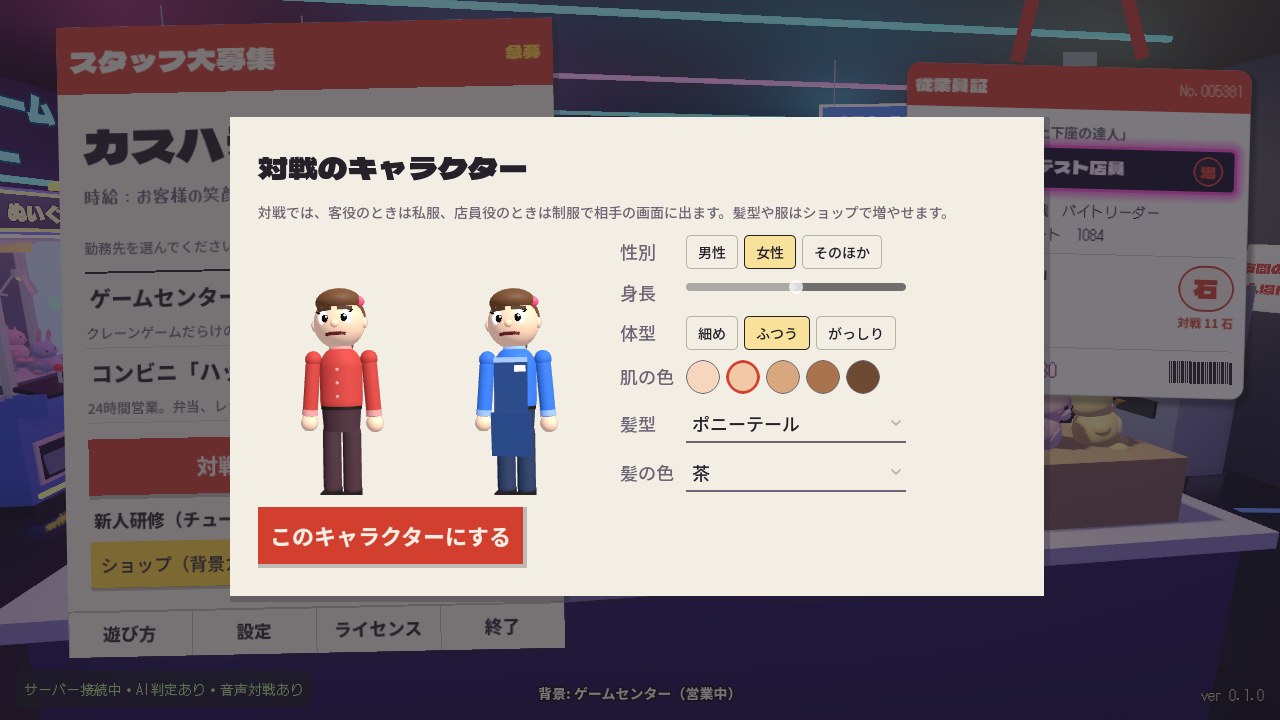 スタッフ大募集
急募
カスハ
時給：お客様の笑
勤務先を選んでくださ
ゲームセンター
クレーンゲームだらけの
コンビニ「ハッ
24時間営業。弁当、レ
対戦
新人研修（チュー
ショップ（背景
遊び方
設定
ライセンス
終了
サーバー接続中・AI判定あり・音声対戦あり
対戦のキャラクター
対戦では、客役のときは私服、店員役のときは制服で相手の画面に出ます。髪型や服はショップで増やせます。
性別
男性
女性
そのほか
身長
体型
細め
ふつう
がっしり
肌の色
髪型
ポニーテール
髪の色
茶
このキャラクターにする
従業員証
No. 005381
下座の達人」
テスト店員
バイトリーダー
ト 1084
石
対戦 11 石
背景: ゲームセンター（営業中）
ver 0.1.0
ーム
ぬいぐ